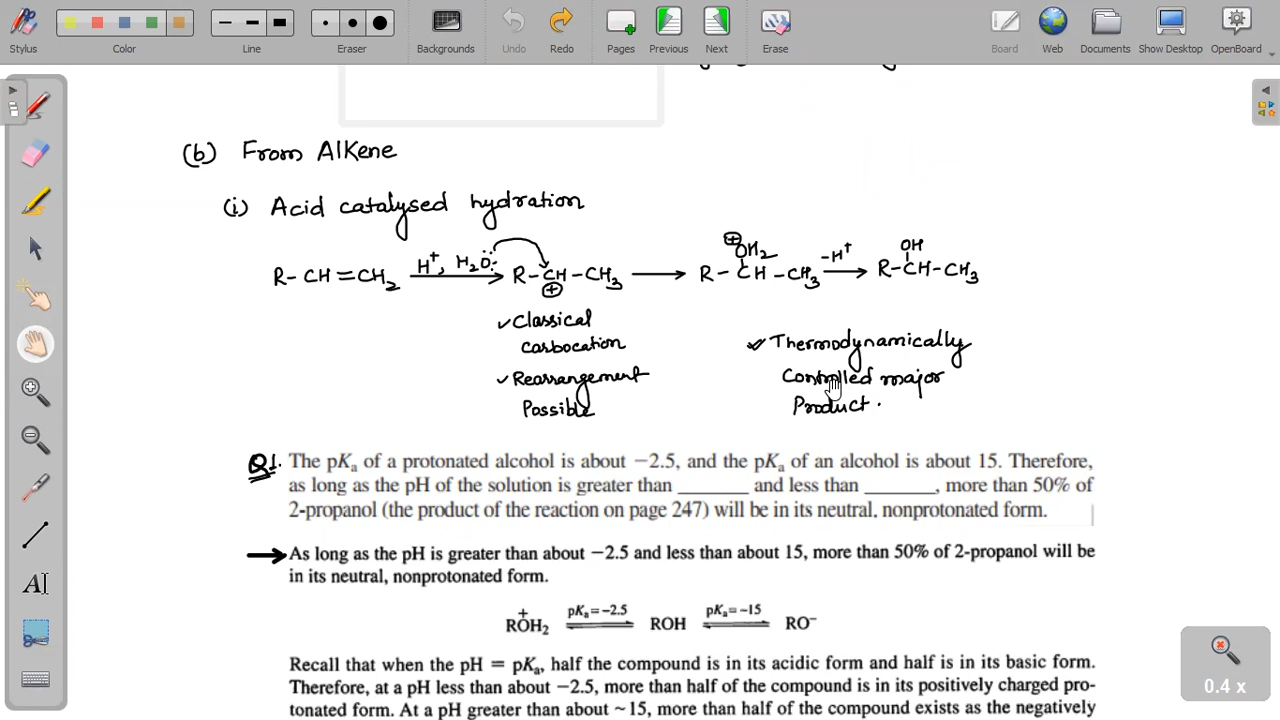 Stylus
Color
Line
Eraser
Backgrounds
Undo
Redo
Pages
Previous
Next
Erase
Board
Web
Documents
Show Desktop
OpenBoard
(b) From Alkene
(i) Acid catalysed hydration
R-CH=CH₂ H⁺, H₂O: R-CH-CH₃ ⊕ → R-CH-CH₃ ⊕OH₂ -H⁺ → R-CH-CH₃ OH
✓Classical
carbocation
✓Rearrangement
Possible
✓Thermodynamically
Controlled major
Product.
Q1. The pKₐ of a protonated alcohol is about −2.5, and the pKₐ of an alcohol is about 15. Therefore,
as long as the pH of the solution is greater than _______ and less than _______, more than 50% of
2-propanol (the product of the reaction on page 247) will be in its neutral, nonprotonated form.
→ As long as the pH is greater than about −2.5 and less than about 15, more than 50% of 2-propanol will be
in its neutral, nonprotonated form.
ROH₂⁺ pKₐ=−2.5 ROH pKₐ=~15 RO⁻
Recall that when the pH = pKₐ, half the compound is in its acidic form and half is in its basic form.
Therefore, at a pH less than about −2.5, more than half of the compound is in its positively charged pro-
tonated form. At a pH greater than about ~15, more than half of the compound exists as the negatively
0.4 x